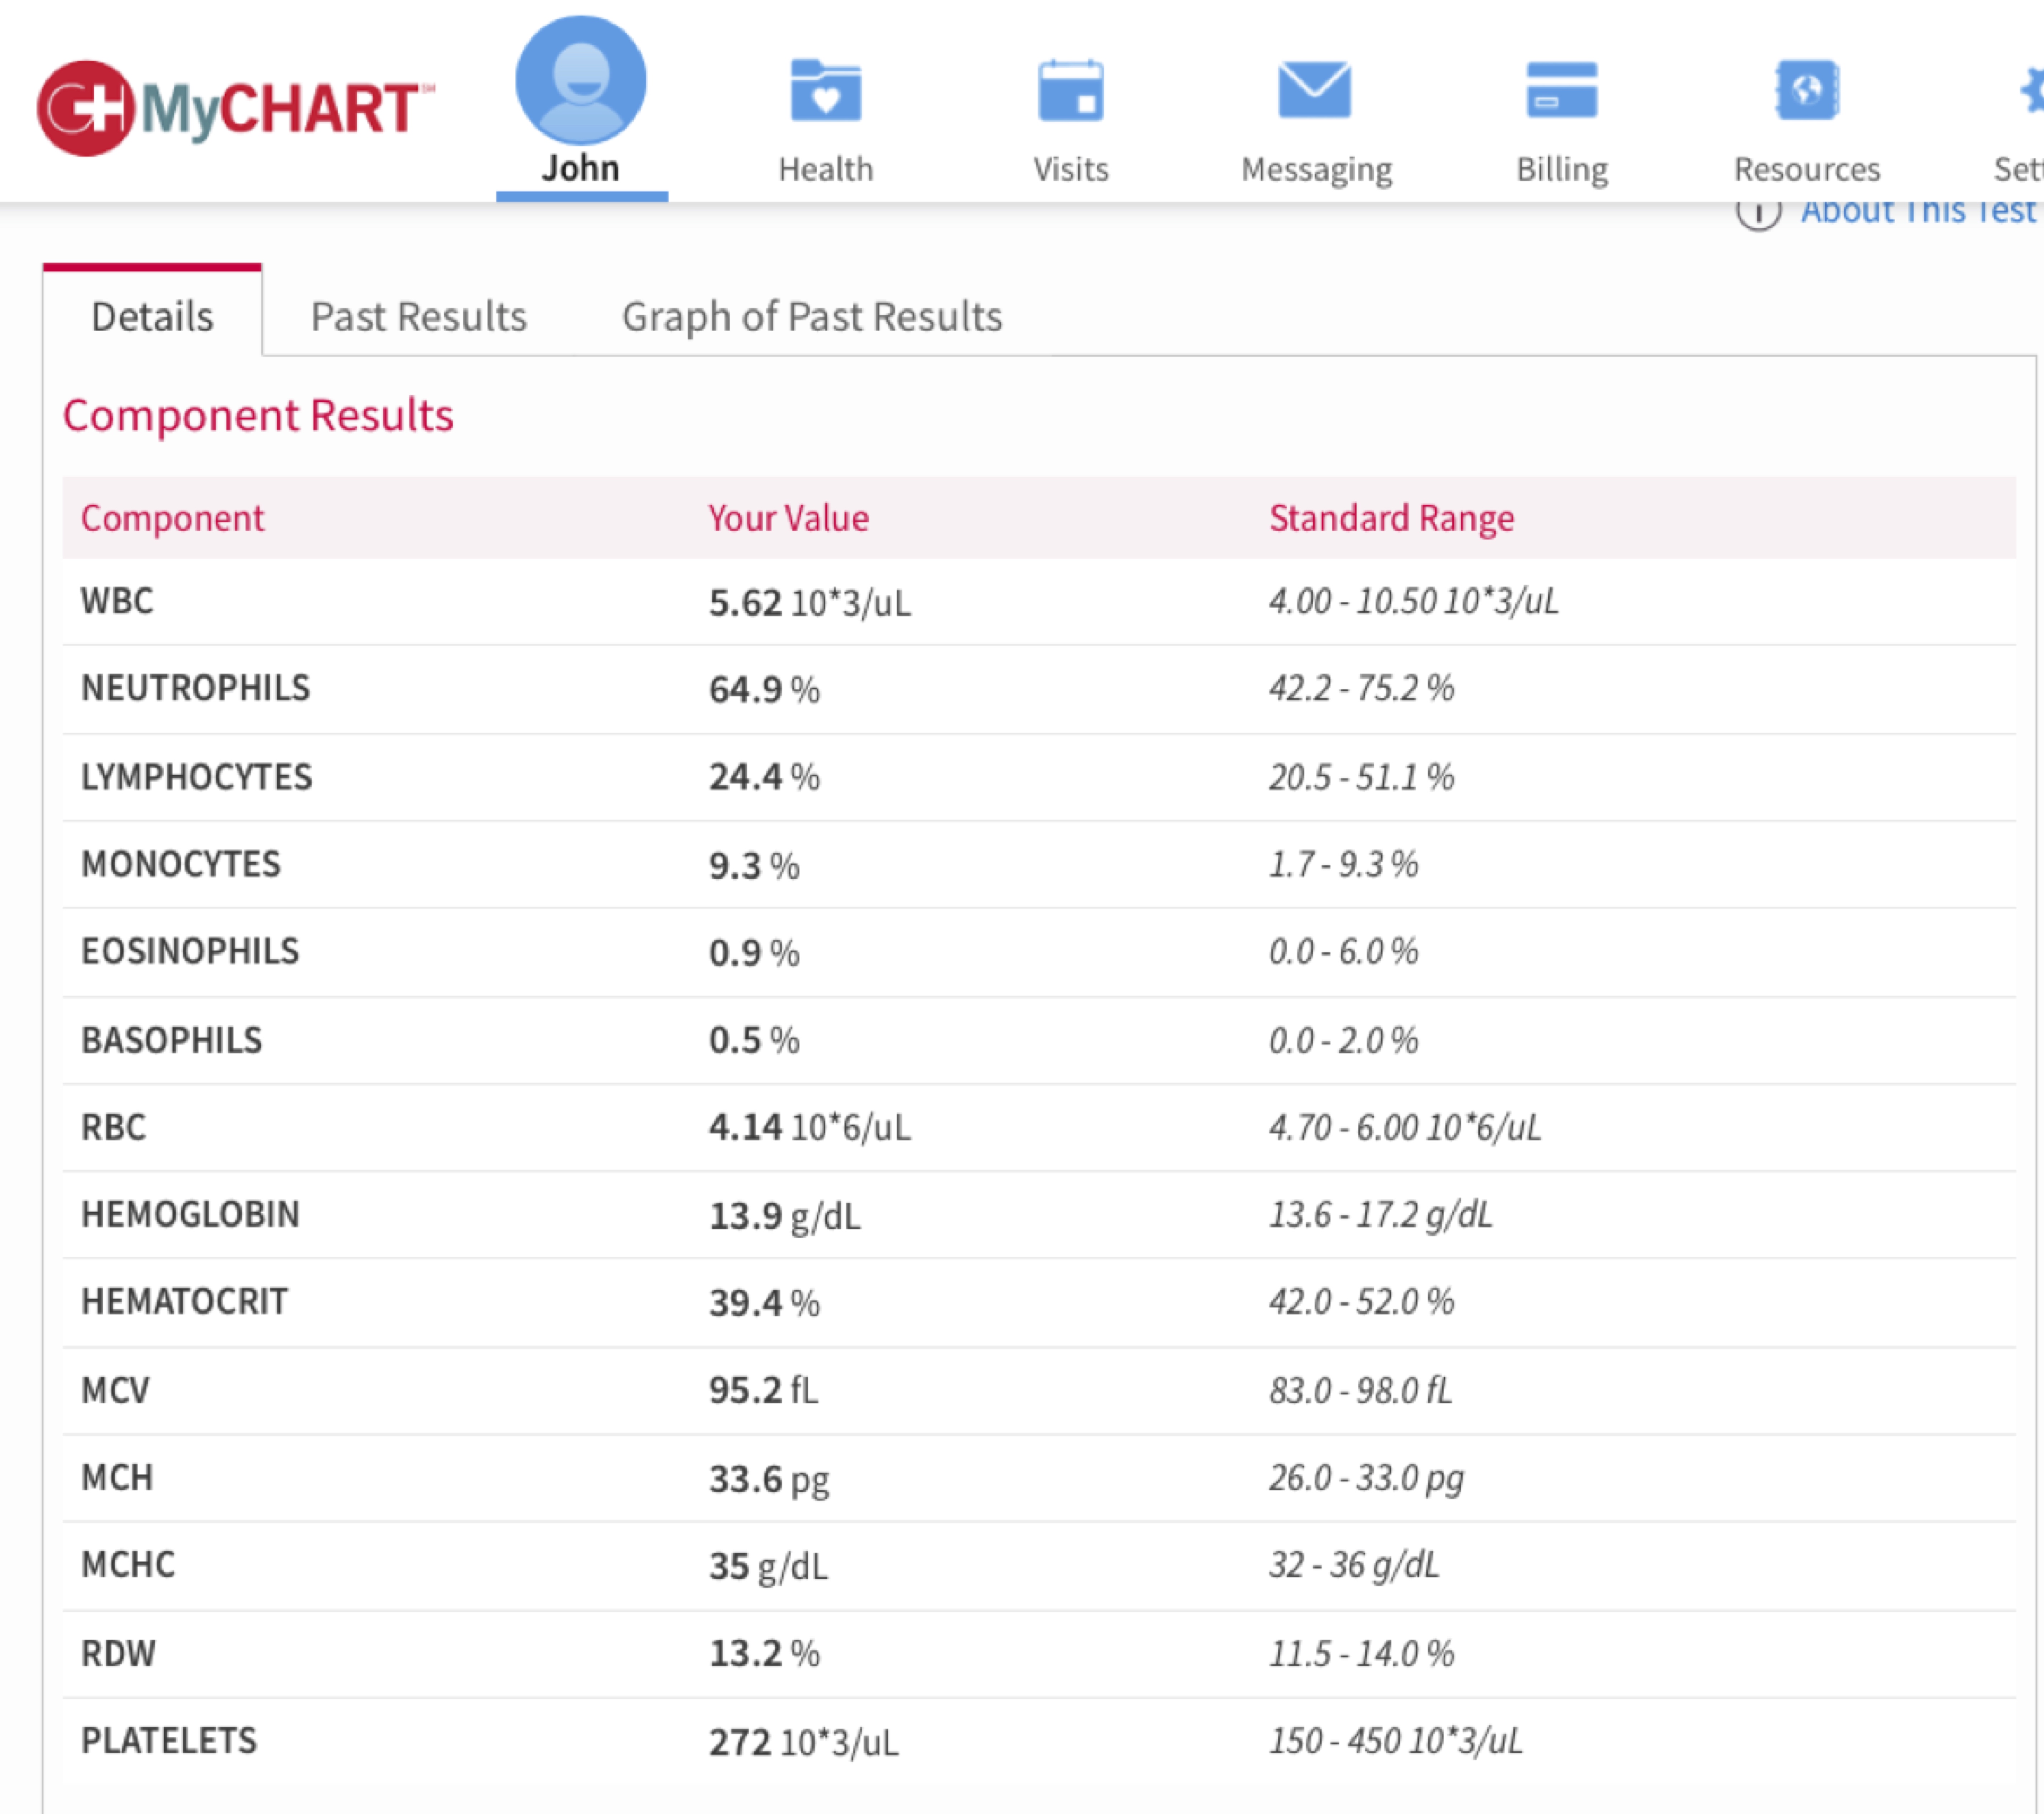 MyCHART℠
John
Health
Visits
Messaging
Billing
Resources
About This Test
Details Past Results Graph of Past Results
Component Results
Component Your Value Standard Range
WBC 5.62 10*3/uL 4.00 - 10.50 10*3/uL
NEUTROPHILS 64.9 % 42.2 - 75.2 %
LYMPHOCYTES 24.4 % 20.5 - 51.1 %
MONOCYTES 9.3 % 1.7 - 9.3 %
EOSINOPHILS 0.9 % 0.0 - 6.0 %
BASOPHILS 0.5 % 0.0 - 2.0 %
RBC 4.14 10*6/uL 4.70 - 6.00 10*6/uL
HEMOGLOBIN 13.9 g/dL 13.6 - 17.2 g/dL
HEMATOCRIT 39.4 % 42.0 - 52.0 %
MCV 95.2 fL 83.0 - 98.0 fL
MCH 33.6 pg 26.0 - 33.0 pg
MCHC 35 g/dL 32 - 36 g/dL
RDW 13.2 % 11.5 - 14.0 %
PLATELETS 272 10*3/uL 150 - 450 10*3/uL